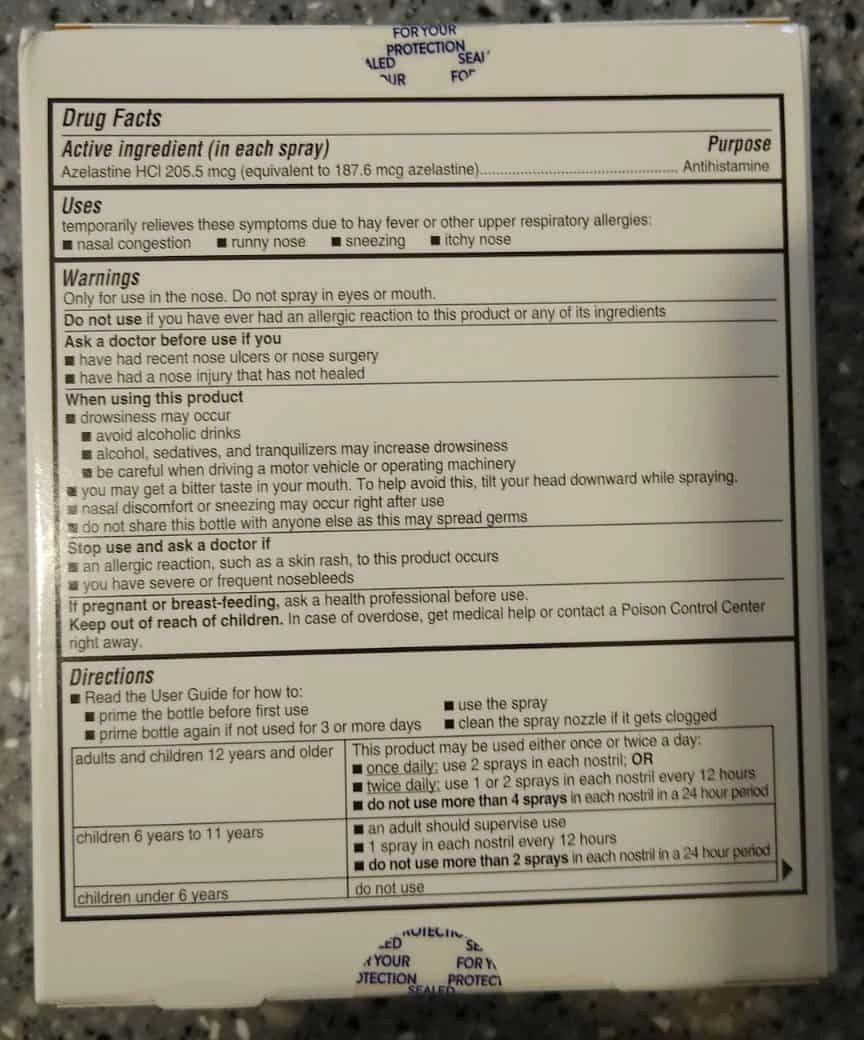 FOR YOUR
PROTECTION
SEAL
FOR
Drug Facts
Active ingredient (in each spray) Purpose
Azelastine HCl 205.5 mcg (equivalent to 187.6 mcg azelastine)................................................ Antihistamine
Uses
temporarily relieves these symptoms due to hay fever or other upper respiratory allergies:
■ nasal congestion ■ runny nose ■ sneezing ■ itchy nose
Warnings
Only for use in the nose. Do not spray in eyes or mouth.
Do not use if you have ever had an allergic reaction to this product or any of its ingredients
Ask a doctor before use if you
■ have had recent nose ulcers or nose surgery
■ have had a nose injury that has not healed
When using this product
■ drowsiness may occur
■ avoid alcoholic drinks
■ alcohol, sedatives, and tranquilizers may increase drowsiness
■ be careful when driving a motor vehicle or operating machinery
■ you may get a bitter taste in your mouth. To help avoid this, tilt your head downward while spraying.
■ nasal discomfort or sneezing may occur right after use
■ do not share this bottle with anyone else as this may spread germs
Stop use and ask a doctor if
■ an allergic reaction, such as a skin rash, to this product occurs
■ you have severe or frequent nosebleeds
If pregnant or breast-feeding, ask a health professional before use.
Keep out of reach of children. In case of overdose, get medical help or contact a Poison Control Center
right away.
Directions
■ Read the User Guide for how to:
■ prime the bottle before first use ■ use the spray
■ prime bottle again if not used for 3 or more days ■ clean the spray nozzle if it gets clogged
adults and children 12 years and older This product may be used either once or twice a day:
■ once daily: use 2 sprays in each nostril; OR
■ twice daily: use 1 or 2 sprays in each nostril every 12 hours
■ do not use more than 4 sprays in each nostril in a 24 hour period
children 6 years to 11 years ■ an adult should supervise use
■ 1 spray in each nostril every 12 hours
■ do not use more than 2 sprays in each nostril in a 24 hour period
children under 6 years do not use
YOUR FOR
SEALED